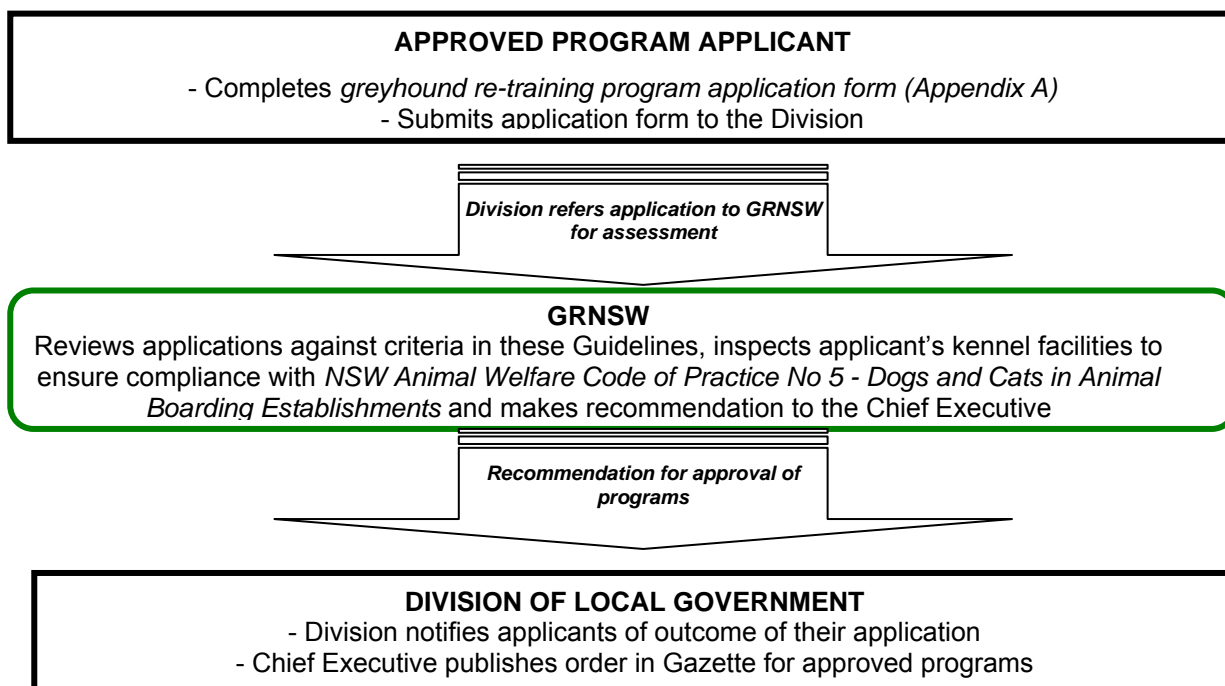 APPROVED PROGRAM APPLICANT
- Completes greyhound re-training program application form (Appendix A)
- Submits application form to the Division
Division refers application to GRNSW
for assessment
GRNSW
Reviews applications against criteria in these Guidelines, inspects applicant's kennel facilities to
ensure compliance with NSW Animal Welfare Code of Practice No 5 - Dogs and Cats in Animal
Boarding Establishments and makes recommendation to the Chief Executive
Recommendation for approval of
programs
DIVISION OF LOCAL GOVERNMENT
- Division notifies applicants of outcome of their application
- Chief Executive publishes order in Gazette for approved programs